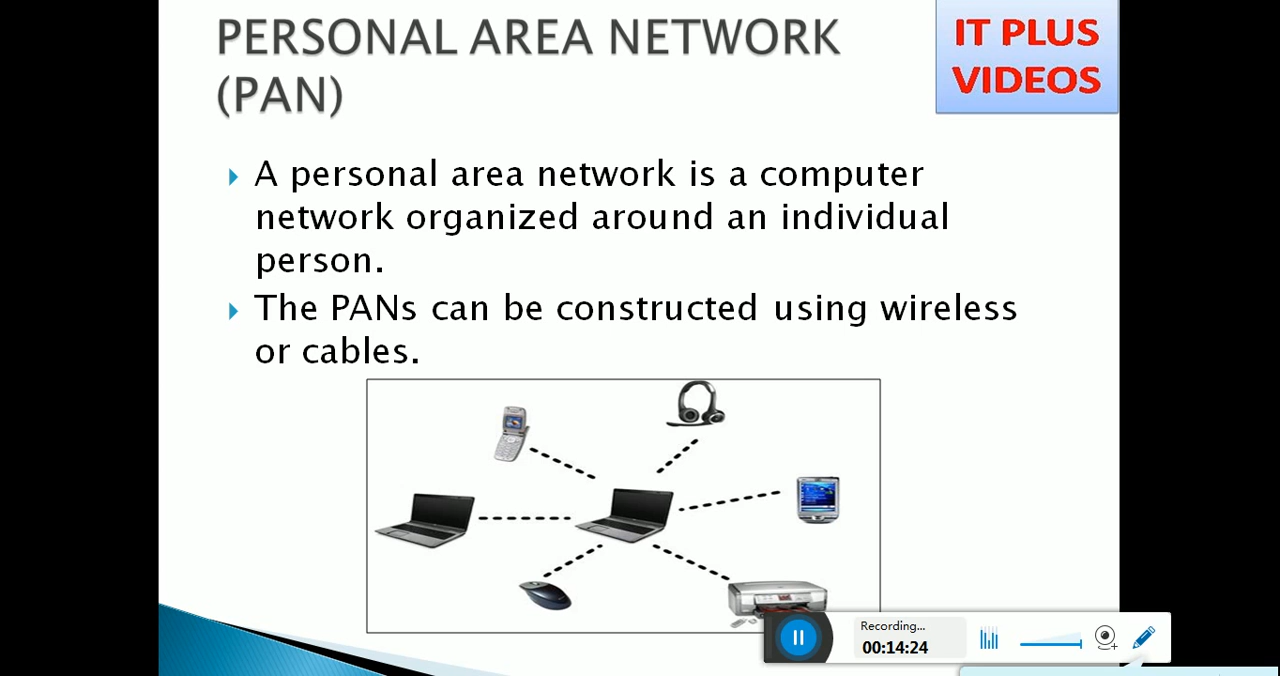 PERSONAL AREA NETWORK
(PAN)
IT PLUS
VIDEOS
A personal area network is a computer
network organized around an individual
person.
The PANs can be constructed using wireless
or cables.
Recording...
00:14:24